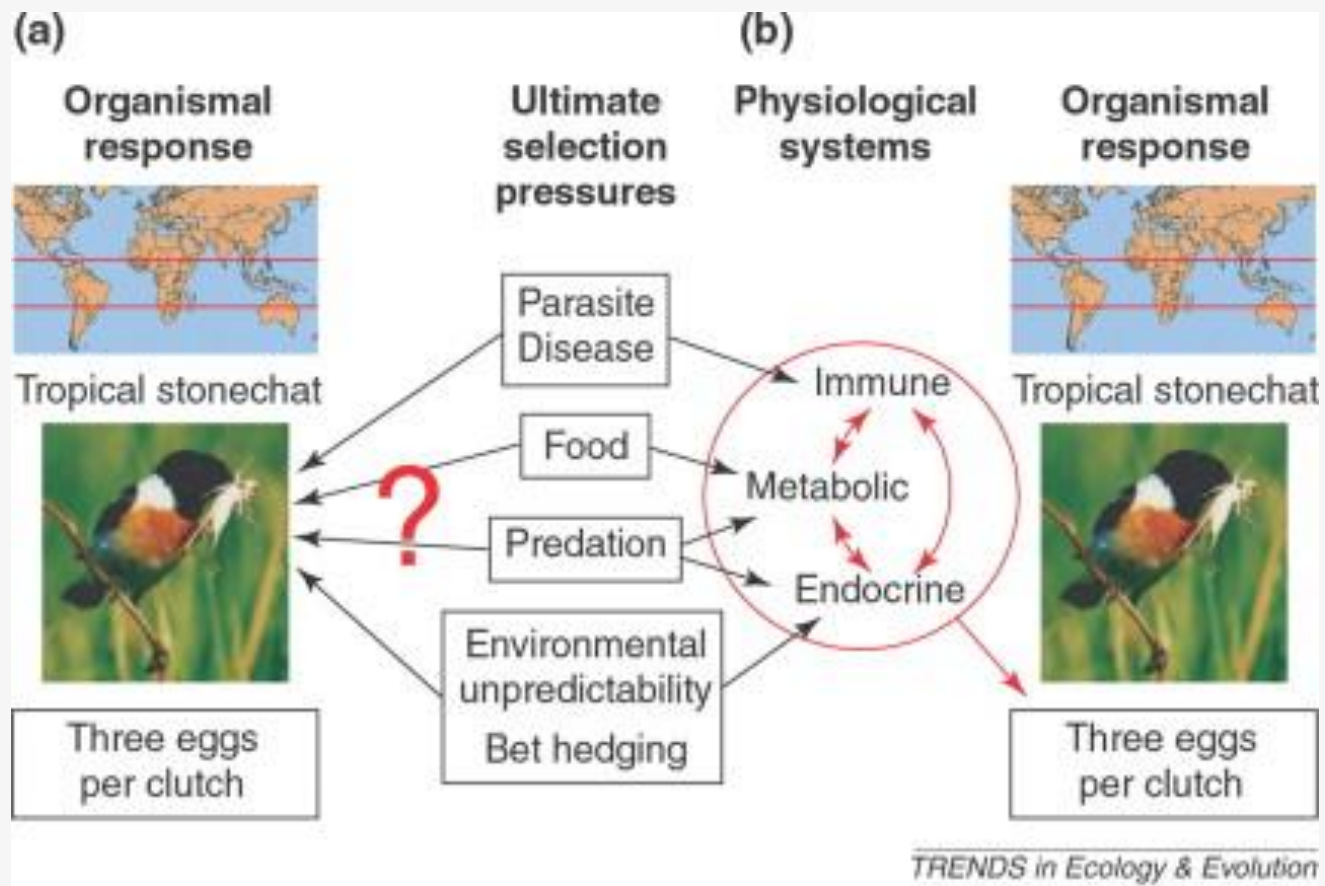 (a)
(b)
Organismal
response
Ultimate
selection
pressures
Physiological
systems
Organismal
response
Parasite
Disease
Tropical stonechat
Immune
Tropical stonechat
Food
?
Metabolic
Predation
Endocrine
Environmental
unpredictability
Bet hedging
Three eggs
per clutch
Three eggs
per clutch
TRENDS in Ecology & Evolution